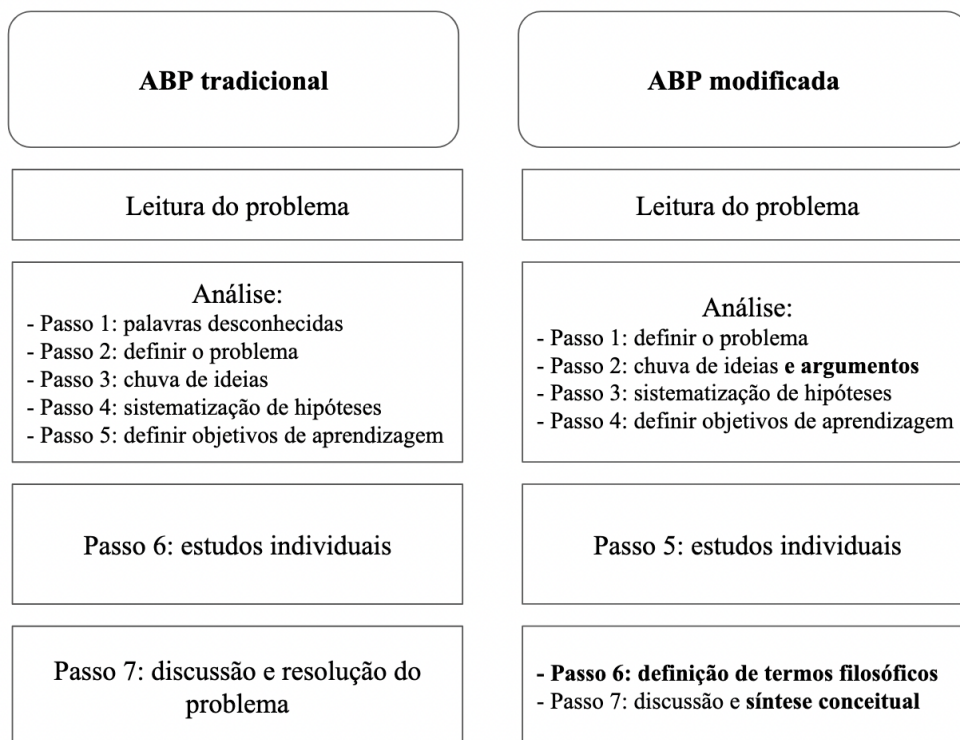 ABP tradicional
Leitura do problema
Análise:
- Passo 1: palavras desconhecidas
- Passo 2: definir o problema
- Passo 3: chuva de ideias
- Passo 4: sistematização de hipóteses
- Passo 5: definir objetivos de aprendizagem
Passo 6: estudos individuais
Passo 7: discussão e resolução do
problema
ABP modificada
Leitura do problema
Análise:
- Passo 1: definir o problema
- Passo 2: chuva de ideias e argumentos
- Passo 3: sistematização de hipóteses
- Passo 4: definir objetivos de aprendizagem
Passo 5: estudos individuais
- Passo 6: definição de termos filosóficos
- Passo 7: discussão e síntese conceitual